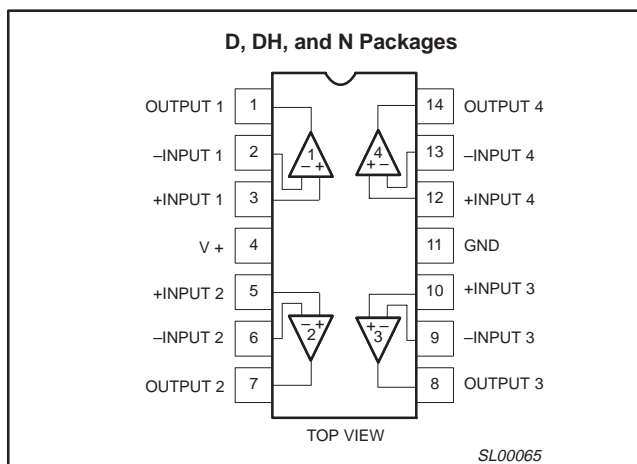 D, DH, and N Packages
OUTPUT 1 1 14 OUTPUT 4
–INPUT 1 2 13 –INPUT 4
1 – +
4 + –
+INPUT 1 3 12 +INPUT 4
V + 4 11 GND
+INPUT 2 5 10 +INPUT 3
– + 2
+ – 3
–INPUT 2 6 9 –INPUT 3
OUTPUT 2 7 8 OUTPUT 3
TOP VIEW
SL00065